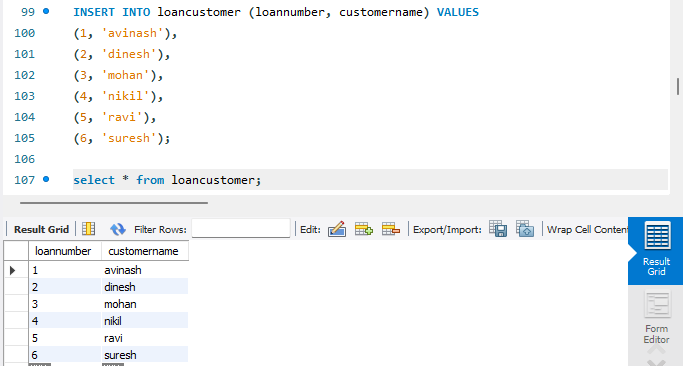 99 INSERT INTO loancustomer (loannumber, customername) VALUES
100 (1, 'avinash'),
101 (2, 'dinesh'),
102 (3, 'mohan'),
103 (4, 'nikil'),
104 (5, 'ravi'),
105 (6, 'suresh');
106
107 select * from loancustomer;
Result Grid Filter Rows: Edit: Export/Import: Wrap Cell Conten
loannumber customername
1 avinash
2 dinesh
3 mohan
4 nikil
5 ravi
6 suresh
Result
Grid
Form
Editor